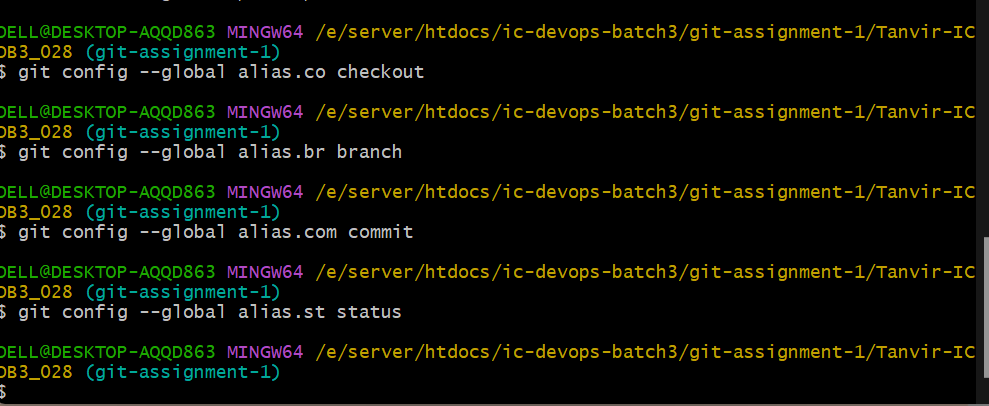 DELL@DESKTOP-AQQD863 MINGW64 /e/server/htdocs/ic-devops-batch3/git-assignment-1/Tanvir-IC
DB3_028 (git-assignment-1)
$ git config --global alias.co checkout
DELL@DESKTOP-AQQD863 MINGW64 /e/server/htdocs/ic-devops-batch3/git-assignment-1/Tanvir-IC
DB3_028 (git-assignment-1)
$ git config --global alias.br branch
DELL@DESKTOP-AQQD863 MINGW64 /e/server/htdocs/ic-devops-batch3/git-assignment-1/Tanvir-IC
DB3_028 (git-assignment-1)
$ git config --global alias.com commit
DELL@DESKTOP-AQQD863 MINGW64 /e/server/htdocs/ic-devops-batch3/git-assignment-1/Tanvir-IC
DB3_028 (git-assignment-1)
$ git config --global alias.st status
DELL@DESKTOP-AQQD863 MINGW64 /e/server/htdocs/ic-devops-batch3/git-assignment-1/Tanvir-IC
DB3_028 (git-assignment-1)
$